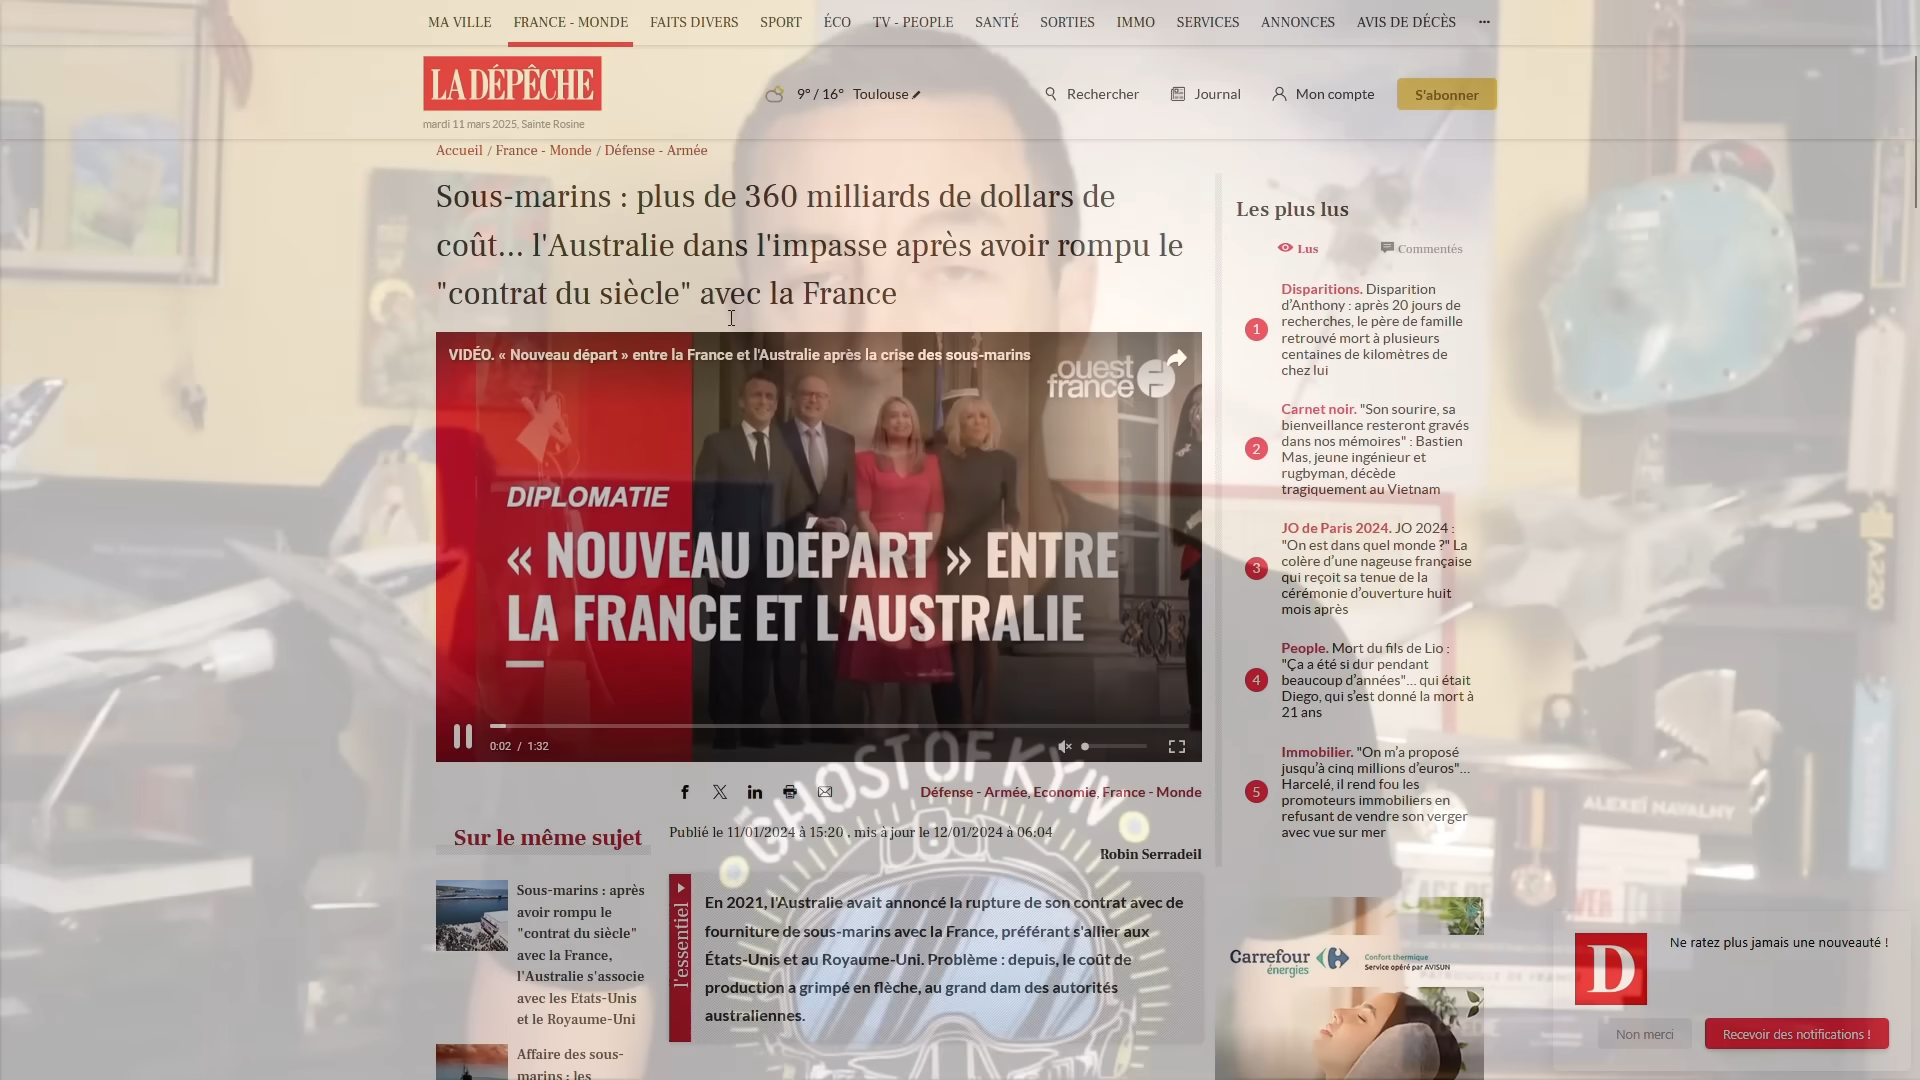 MA VILLE FRANCE - MONDE FAITS DIVERS SPORT ÉCO TV - PEOPLE SANTÉ SORTIES IMMO SERVICES ANNONCES AVIS DE DÉCÈS
LA DÉPÊCHE
9° / 16° Toulouse
Rechercher
Journal
Mon compte
S'abonner
mardi 11 mars 2025, Sainte Rosine
Accueil / France - Monde / Défense - Armée
Sous-marins : plus de 360 milliards de dollars de
coût... l'Australie dans l'impasse après avoir rompu le
"contrat du siècle" avec la France
VIDÉO. « Nouveau départ » entre la France et l'Australie après la crise des sous-marins
ouest
france
DIPLOMATIE
« NOUVEAU DÉPART » ENTRE
LA FRANCE ET L'AUSTRALIE
0:02 / 1:32
Défense - Armée, Economie, France - Monde
Publié le 11/01/2024 à 15:20 , mis à jour le 12/01/2024 à 06:04
Robin Serradeil
l'essentiel
En 2021, l'Australie avait annoncé la rupture de son contrat avec de
fourniture de sous-marins avec la France, préférant s'allier aux
États-Unis et au Royaume-Uni. Problème : depuis, le coût de
production a grimpé en flèche, au grand dam des autorités
australiennes.
Sur le même sujet
Sous-marins : après
avoir rompu le
"contrat du siècle"
avec la France,
l'Australie s'associe
avec les Etats-Unis
et le Royaume-Uni
Affaire des sous-
marins : les
Les plus lus
Lus
Commentés
1
Disparitions. Disparition
d'Anthony : après 20 jours de
recherches, le père de famille
retrouvé mort à plusieurs
centaines de kilomètres de
chez lui
2
Carnet noir. "Son sourire, sa
bienveillance resteront gravés
dans nos mémoires" : Bastien
Mas, jeune ingénieur et
rugbyman, décède
tragiquement au Vietnam
3
JO de Paris 2024. JO 2024 :
"On est dans quel monde ?" La
colère d'une nageuse française
qui reçoit sa tenue de la
cérémonie d'ouverture huit
mois après
4
People. Mort du fils de Lio :
"Ça a été si dur pendant
beaucoup d'années"... qui était
Diego, qui s'est donné la mort à
21 ans
5
Immobilier. "On m'a proposé
jusqu'à cinq millions d'euros"...
Harcelé, il rend fou les
promoteurs immobiliers en
refusant de vendre son verger
avec vue sur mer
Carrefour
énergies
Confort thermique
Service opéré par AVISUN
D
Ne ratez plus jamais une nouveauté !
Non merci
Recevoir des notifications !
GHOST OF KYIV
ALEXEÏ NAVALNY
PATROUILLE DE FRANCE
A220